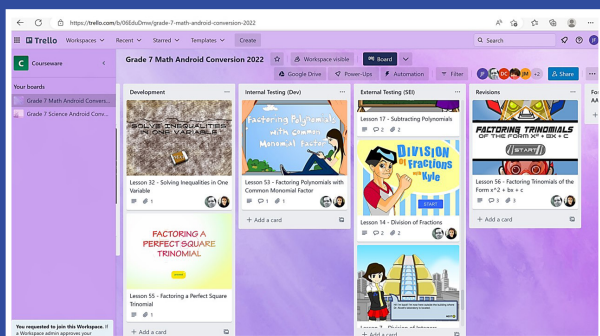 https://trello.com/b/06EduDmw/grade-7-math-android-conversion-2022
Trello
Workspaces
Recent
Starred
Templates
Create
Search
Courseware
Your boards
Grade 7 Math Android Convers...
Grade 7 Science Android Conv...
You requested to join this Workspace. If
a Workspace admin approves your
Grade 7 Math Android Conversion 2022
Workspace visible
Board
Google Drive
Power-Ups
Automation
Filter
DC
+2
Share
Development
SOLVE INEQUALITIES
IN ONE VARIABLE
Lesson 32 - Solving Inequalities in One
Variable
1
FACTORING A
PERFECT SQUARE
TRINOMIAL
Lesson 55 - Factoring a Perfect Square
Trinomial
1
+ Add a card
Internal Testing (Dev)
Factoring Polynomials
with Common
Monomial Factor
Lesson 53 - Factoring Polynomials with
Common Monomial Factor
1 1
+ Add a card
External Testing (SEI)
Lesson 17 - Subtracting Polynomials
2 2
DIVISION
of Fractions
with Kyle
START
Lesson 14 - Division of Fractions
2 2
+ Add a card
Revisions
FACTORING TRINOMIALS
OF THE FORM X² + BX + C
START
Lesson 56 - Factoring Trinomials of the
Form x^2 + bs + c
3 3
+ Add a card